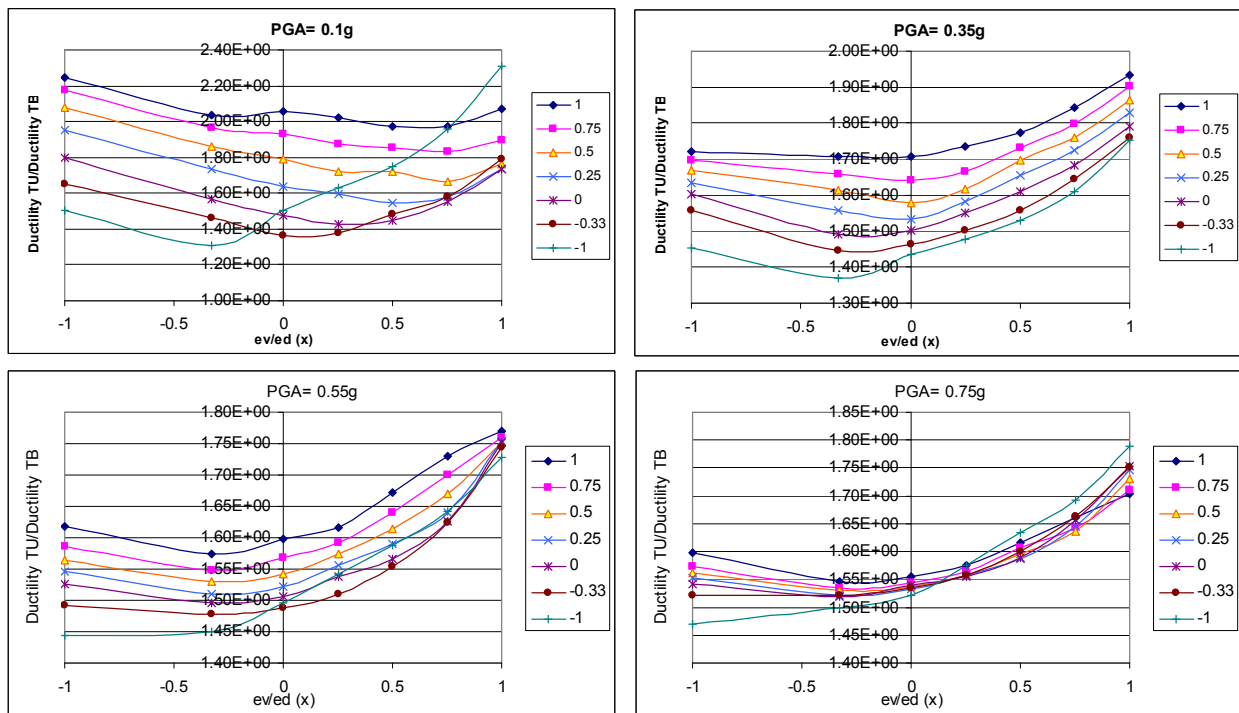 PGA= 0.1g
Ductility TU/Ductility TB
2.40E+00
2.20E+00
2.00E+00
1.80E+00
1.60E+00
1.40E+00
1.20E+00
1.00E+00
-1 -0.5 0 0.5 1
ev/ed (x)
1
0.75
0.5
0.25
0
-0.33
-1
PGA= 0.35g
Ductility TU/Ductility TB
2.00E+00
1.90E+00
1.80E+00
1.70E+00
1.60E+00
1.50E+00
1.40E+00
1.30E+00
-1 -0.5 0 0.5 1
ev/ed (x)
1
0.75
0.5
0.25
0
-0.33
-1
PGA= 0.55g
Ductility TU/Ductility TB
1.80E+00
1.75E+00
1.70E+00
1.65E+00
1.60E+00
1.55E+00
1.50E+00
1.45E+00
1.40E+00
-1 -0.5 0 0.5 1
ev/ed (x)
1
0.75
0.5
0.25
0
-0.33
-1
PGA= 0.75g
Ductility TU/Ductility TB
1.85E+00
1.80E+00
1.75E+00
1.70E+00
1.65E+00
1.60E+00
1.55E+00
1.50E+00
1.45E+00
1.40E+00
-1 -0.5 0 0.5 1
ev/ed (x)
1
0.75
0.5
0.25
0
-0.33
-1